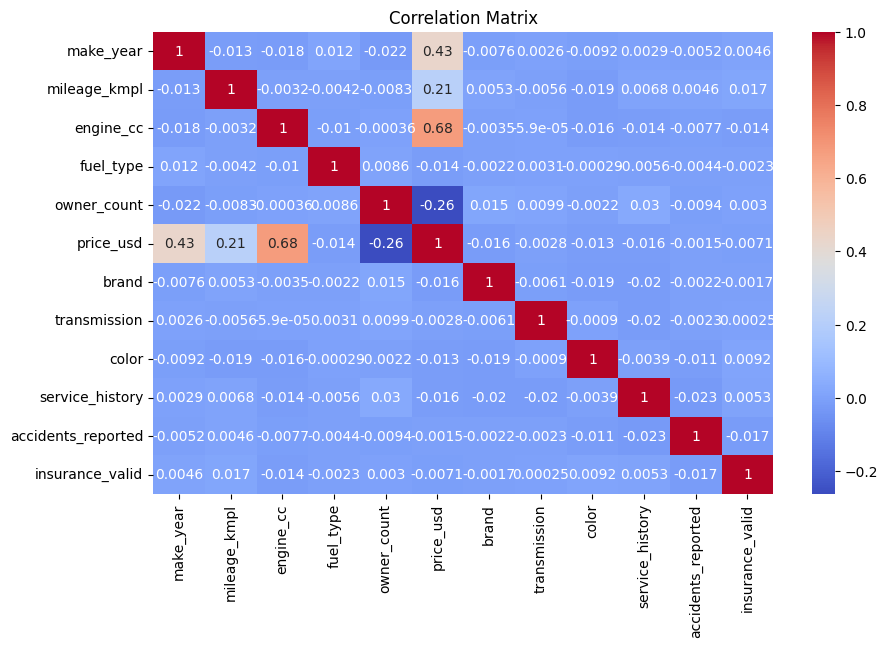 Correlation Matrix
make_year 1 -0.013 -0.018 0.012 -0.022 0.43 -0.0076 0.0026 -0.0092 0.0029 -0.0052 0.0046 1.0
mileage_kmpl -0.013 1 -0.0032 -0.0042 -0.0083 0.21 0.0053 -0.0056 -0.019 0.0068 0.0046 0.017
0.8
engine_cc -0.018 -0.0032 1 -0.01 -0.00036 0.68 -0.0035 -5.9e-05 -0.016 -0.014 -0.0077 -0.014
fuel_type 0.012 -0.0042 -0.01 1 0.0086 -0.014 -0.0022 0.0031 -0.00029 -0.0056 -0.0044 -0.0023
0.6
owner_count -0.022 -0.0083 -0.00036 0.0086 1 -0.26 0.015 0.0099 -0.0022 0.03 -0.0094 0.003
price_usd 0.43 0.21 0.68 -0.014 -0.26 1 -0.016 -0.0028 -0.013 -0.016 -0.0015 -0.0071
0.4
brand -0.0076 0.0053 -0.0035 -0.0022 0.015 -0.016 1 -0.0061 -0.019 -0.02 -0.0022 -0.0017
transmission 0.0026 -0.0056 -5.9e-05 0.0031 0.0099 -0.0028 -0.0061 1 -0.0009 -0.02 -0.0023 0.00025
0.2
color -0.0092 -0.019 -0.016 -0.00029 -0.0022 -0.013 -0.019 -0.0009 1 -0.0039 -0.011 0.0092
service_history 0.0029 0.0068 -0.014 -0.0056 0.03 -0.016 -0.02 -0.02 -0.0039 1 -0.023 0.0053
0.0
accidents_reported -0.0052 0.0046 -0.0077 -0.0044 -0.0094 -0.0015 -0.0022 -0.0023 -0.011 -0.023 1 -0.017
insurance_valid 0.0046 0.017 -0.014 -0.0023 0.003 -0.0071 -0.0017 0.00025 0.0092 0.0053 -0.017 1
−0.2
make_year
mileage_kmpl
engine_cc
fuel_type
owner_count
price_usd
brand
transmission
color
service_history
accidents_reported
insurance_valid